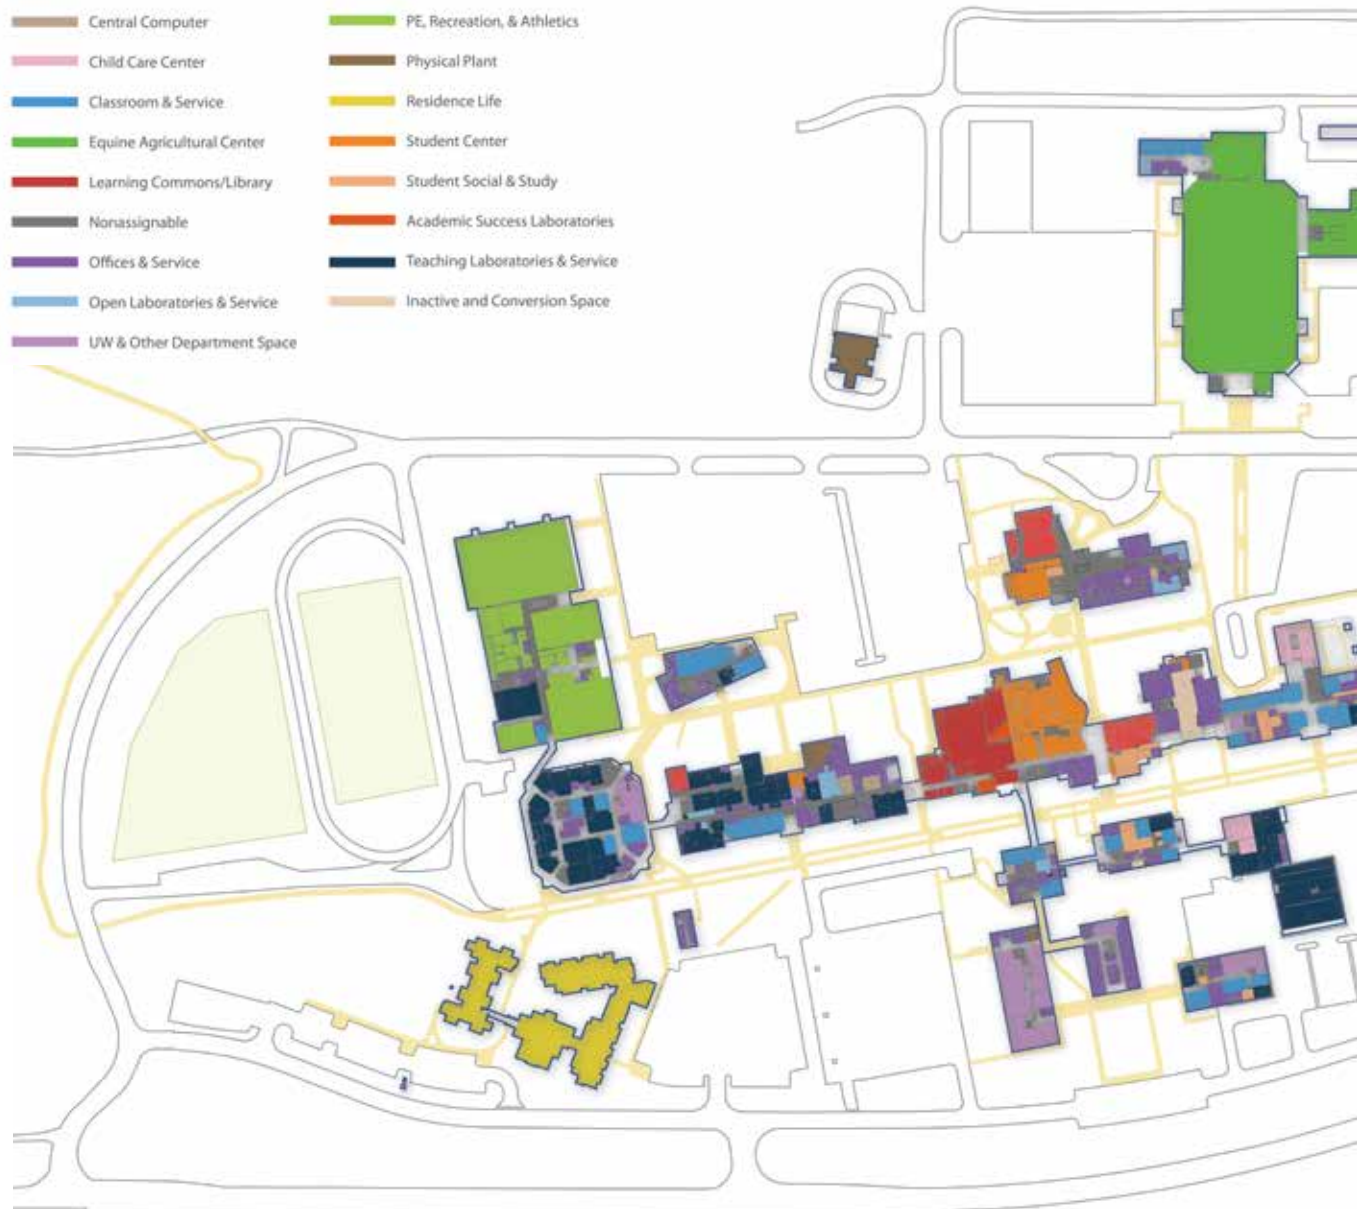 Central Computer
Child Care Center
Classroom & Service
Equine Agricultural Center
Learning Commons/Library
Nonassignable
Offices & Service
Open Laboratories & Service
UW & Other Department Space
PE, Recreation, & Athletics
Physical Plant
Residence Life
Student Center
Student Social & Study
Academic Success Laboratories
Teaching Laboratories & Service
Inactive and Conversion Space